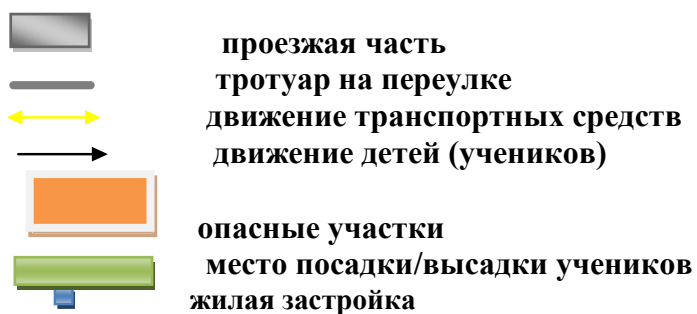 проезжая часть
тротуар на переулке
движение транспортных средств
движение детей (учеников)
опасные участки
место посадки/высадки учеников
жилая застройка